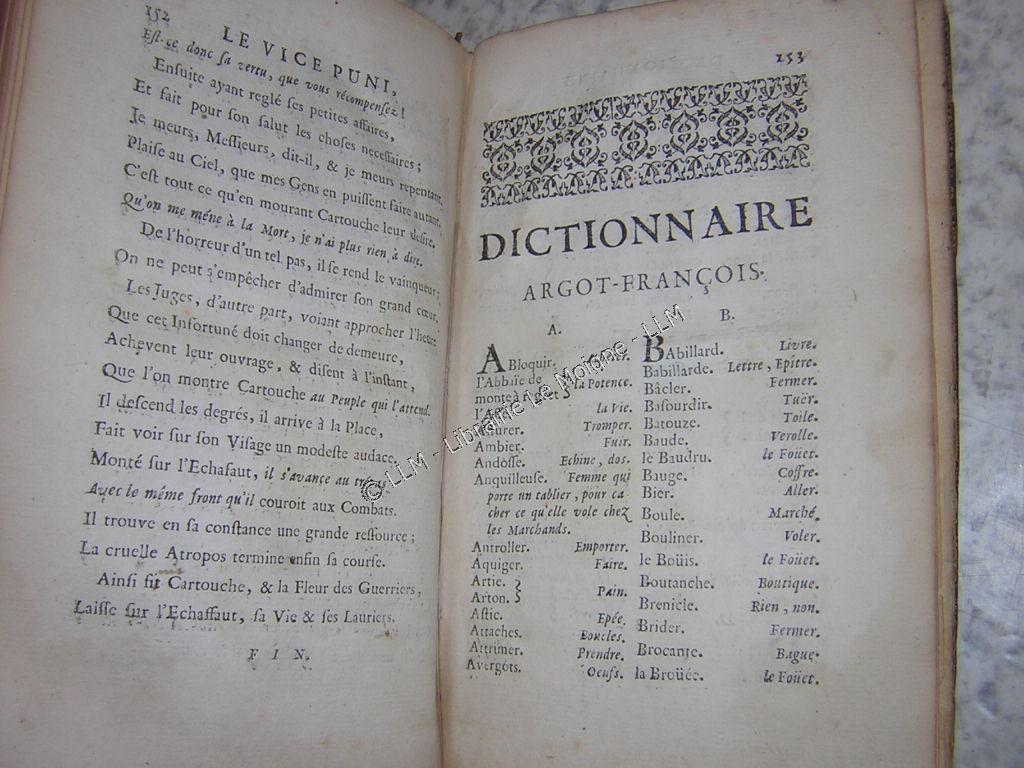 152
LE VICE PUNI,
Est-ce donc sa vertu, que vous récompensez!
Ensuite ayant reglé ses petites affaires,
Et fait pour son salut les choses necessaires;
Je meurs, Messieurs, dit-il, & je meurs repentant,
Plaise au Ciel, que mes Gens en puissent faire autant,
C'est tout ce qu'en mourant Cartouche leur desire.
Qu'on me méne à la Mort, je n'ai plus rien à dire.
De l'horreur d'un tel pas, il se rend le vainqueur;
On ne peut s'empêcher d'admirer son grand cœur.
Les Juges, d'autre part, voiant approcher l'heure
Que cet Infortuné doit changer de demeure,
Achevent leur ouvrage, & disent à l'instant,
Que l'on montre Cartouche au Peuple qui l'attend.
Il descend les degrés, il arrive à la Place,
Fait voir sur son Visage un modeste audace,
Monté sur l'Echafaut, il s'avance au
Avec le même front qu'il couroit aux Combats.
Il trouve en sa constance une grande ressource;
La cruelle Atropos termine enfin sa course.
Ainsi fit Cartouche, & la Fleur des Guerriers,
Laisse sur l'Echaffaut, sa Vie & ses Lauriers.
FIN.
153
DICTIONNAIRE
ARGOT-FRANÇOIS.
A.
ABloquir.
l'Abbaïe de
monte à
la Potence.
la Vie.
Tromper.
Ambier. Fuir.
Andosse. Echine, dos.
Anquilleuse. Femme qui
porte un tablier, pour ca-
cher ce qu'elle vole chez
les Marchands.
Antroller. Emporter.
Aquiger. Faire.
Artie.
Arton. Pain.
Astic. Epée.
Attaches. Boucles.
Attrimer. Prendre.
Avergots. Oeufs.
B.
BAbillard. Livre.
Babillarde. Lettre, Epitre.
Bâcler. Fermer.
Basourdir. Tuër.
Batouze. Toile.
Baude. Verolle.
le Baudru. le Foüet.
Bauge. Coffre.
Bier. Aller.
Boule. Marché.
Bouliner. Voler.
le Boüis. le Foüet.
Boutanche. Boutique.
Brenicle. Rien, non.
Brider. Fermer.
Brocante. Bague.
la Broüée. le Foüet.
© LLM - Librairie Le Moigne - LLM